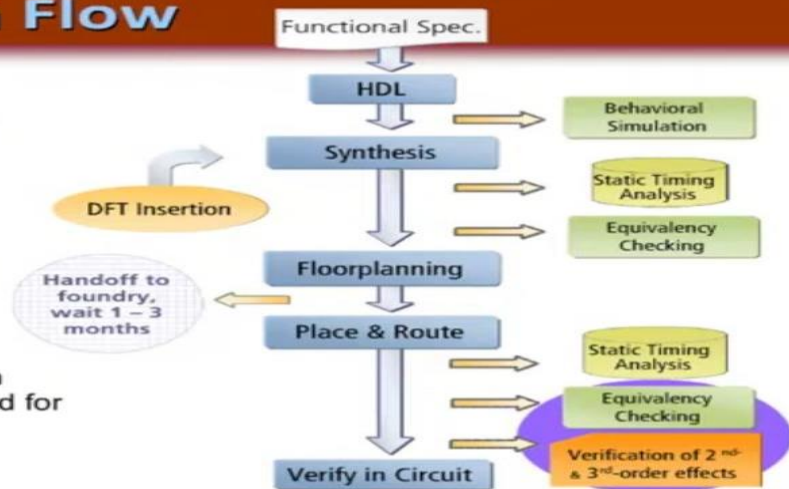 Flow
Functional Spec.
HDL
Behavioral
Simulation
Synthesis
Static Timing
Analysis
DFT Insertion
Equivalency
Checking
Floorplanning
Handoff to
foundry,
wait 1 – 3
months
Place & Route
Static Timing
Analysis
d for
Equivalency
Checking
Verification of 2nd-
& 3rd-order effects
Verify in Circuit